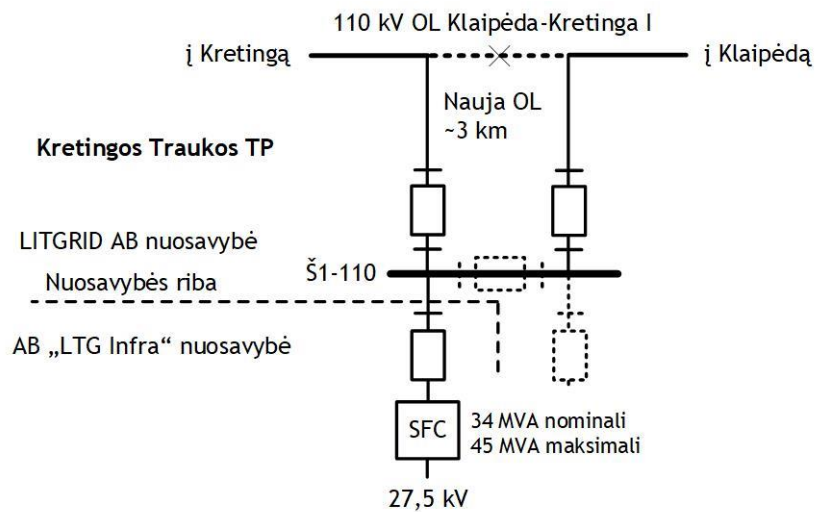 110 kV OL Klaipėda-Kretinga I
į Kretingą
į Klaipėdą
Nauja OL
~3 km
Kretingos Traukos TP
LITGRID AB nuosavybė
Š1-110
Nuosavybės riba
AB „LTG Infra“ nuosavybė
SFC
34 MVA nominali
45 MVA maksimali
27,5 kV